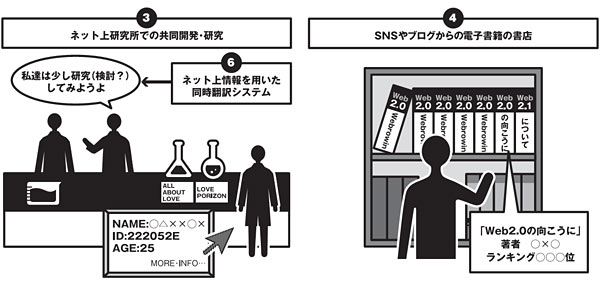 3
ネット上研究所での共同開発・研究
私達は少し研究（検討？）
してみようよ
6
ネット上情報を用いた
同時翻訳システム
ALL
ABOUT
LOVE
LOVE
PORIZON
NAME:○△××○×
ID:222052E
AGE:25
MORE・INFO…
4
SNSやブログからの電子書籍の書店
Web
2.0
Webrowin
Web
2.0
Webrowin
Web
2.0
Webrowin
Web
2.0
Webrowin
Web
2.0
Webrowin
Web
2.0
の向こうに
Web
2.1
について
「Web2.0の向こうに」
著者　○×○
ランキング○○○位